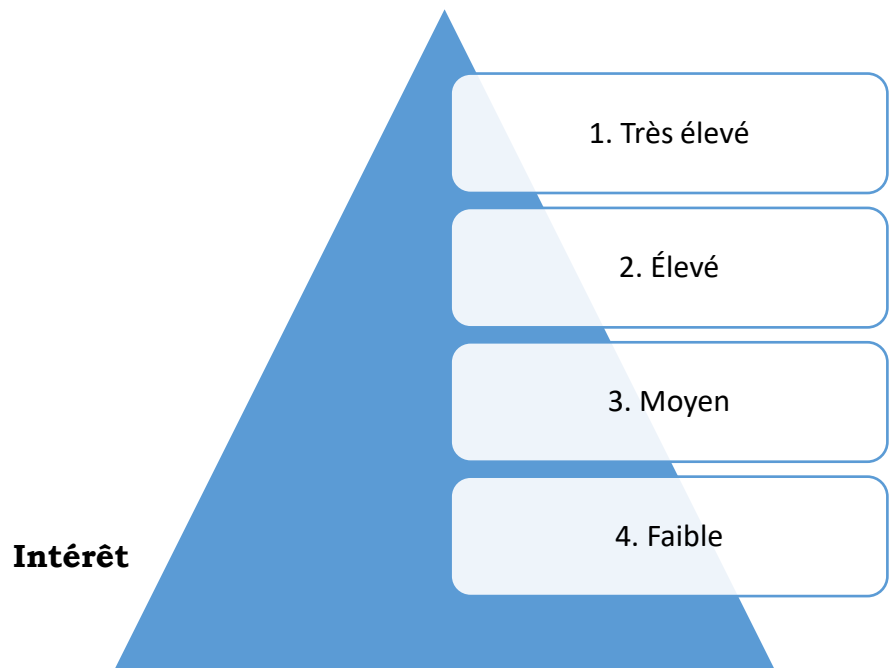 1. Très élevé
2. Élevé
3. Moyen
4. Faible
Intérêt